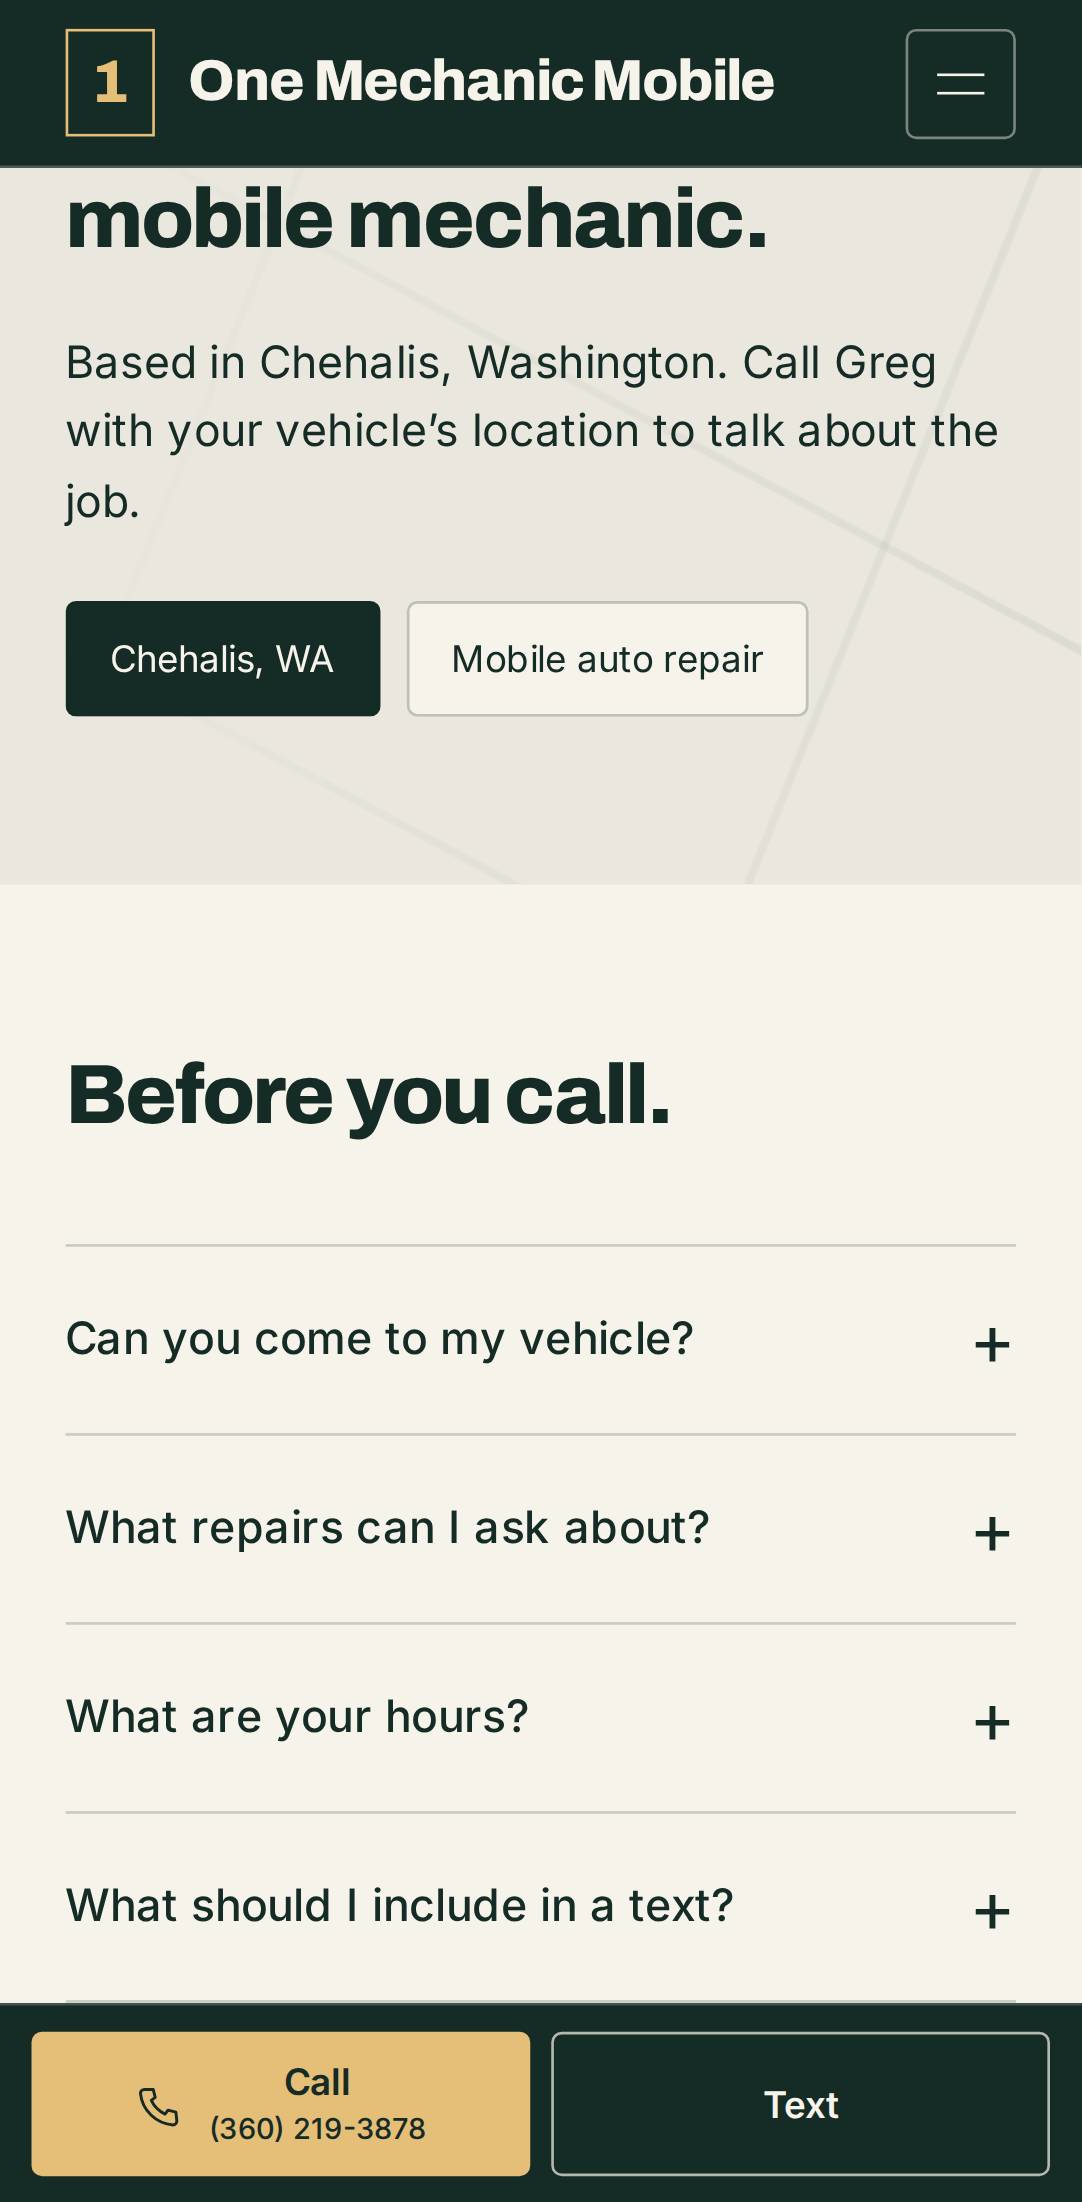 1 One Mechanic Mobile
mobile mechanic.
Based in Chehalis, Washington. Call Greg
with your vehicle’s location to talk about the
job.
Chehalis, WA
Mobile auto repair
Before you call.
Can you come to my vehicle? +
What repairs can I ask about? +
What are your hours? +
What should I include in a text? +
Call
(360) 219-3878
Text